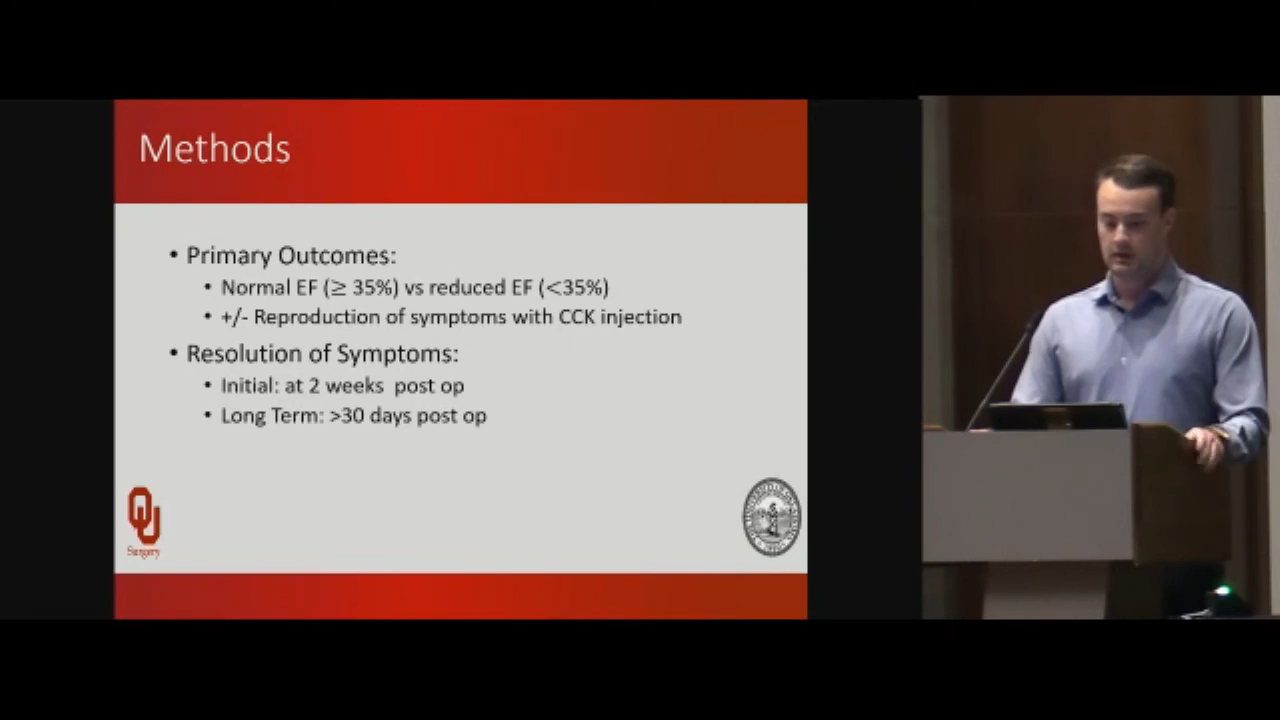 Methods
• Primary Outcomes:
• Normal EF (≥ 35%) vs reduced EF (<35%)
• +/- Reproduction of symptoms with CCK injection
• Resolution of Symptoms:
• Initial: at 2 weeks  post op
• Long Term: >30 days post op
OU
Surgery